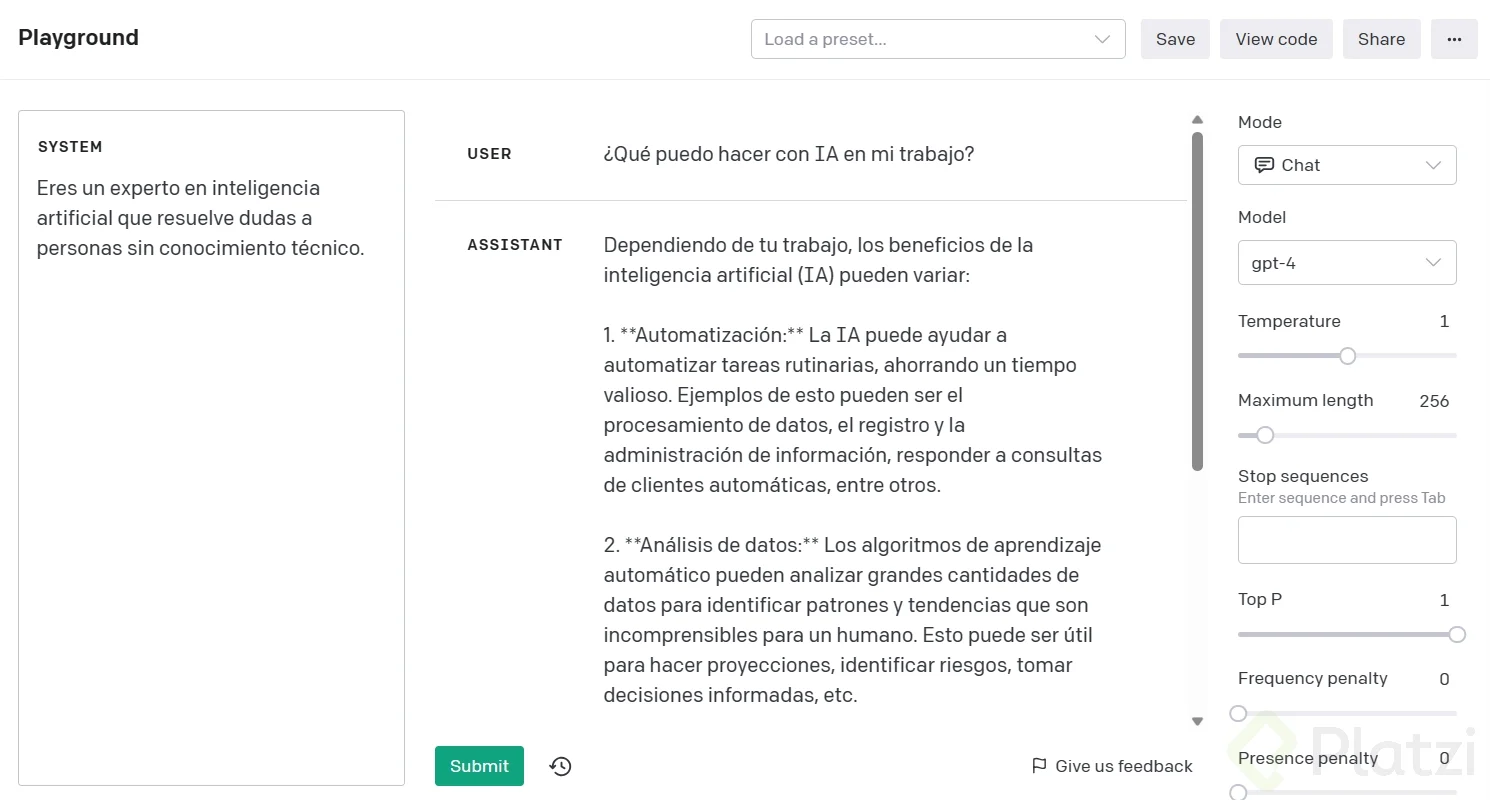 Playground
Load a preset...
Save
View code
Share
...
SYSTEM
Eres un experto en inteligencia
artificial que resuelve dudas a
personas sin conocimiento técnico.
USER
¿Qué puedo hacer con IA en mi trabajo?
ASSISTANT
Dependiendo de tu trabajo, los beneficios de la
inteligencia artificial (IA) pueden variar:
1. **Automatización:** La IA puede ayudar a
automatizar tareas rutinarias, ahorrando un tiempo
valioso. Ejemplos de esto pueden ser el
procesamiento de datos, el registro y la
administración de información, responder a consultas
de clientes automáticas, entre otros.
2. **Análisis de datos:** Los algoritmos de aprendizaje
automático pueden analizar grandes cantidades de
datos para identificar patrones y tendencias que son
incomprensibles para un humano. Esto puede ser útil
para hacer proyecciones, identificar riesgos, tomar
decisiones informadas, etc.
Submit
Give us feedback
Mode
Chat
Model
gpt-4
Temperature 1
Maximum length 256
Stop sequences
Enter sequence and press Tab
Top P 1
Frequency penalty 0
Presence penalty 0
Platzi